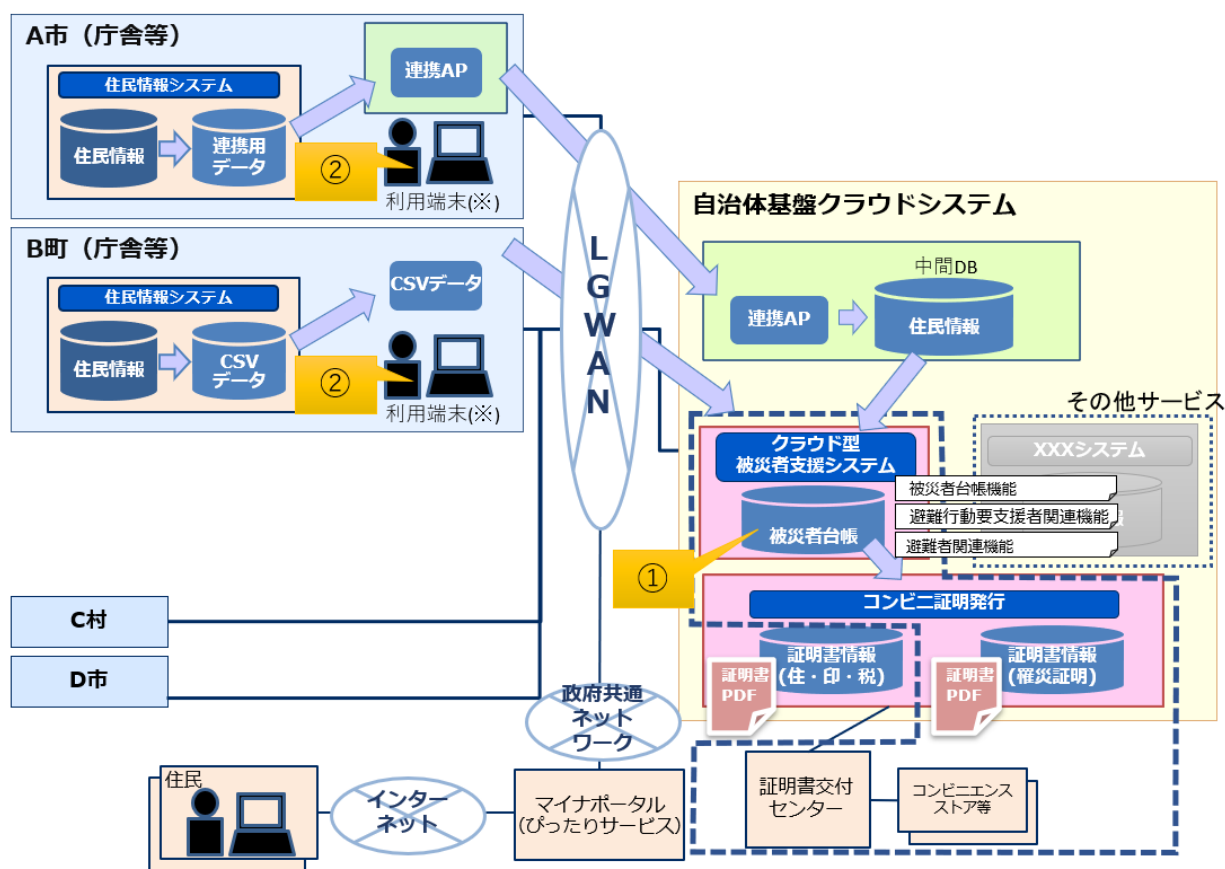 A市（庁舎等）
住民情報システム
住民情報
連携用
データ
連携AP
②
利用端末(※)
B町（庁舎等）
住民情報システム
住民情報
CSV
データ
CSVデータ
②
利用端末(※)
C村
D市
LGWAN
自治体基盤クラウドシステム
中間DB
連携AP
住民情報
その他サービス
XXXシステム
報
クラウド型
被災者支援システム
被災者台帳
被災者台帳機能
避難行動要支援者関連機能
避難者関連機能
①
コンビニ証明発行
証明書情報
(住・印・税)
証明書
PDF
証明書情報
(罹災証明)
証明書
PDF
政府共通
ネット
ワーク
住民
インター
ネット
マイナポータル
(ぴったりサービス)
証明書交付
センター
コンビニエンス
ストア等